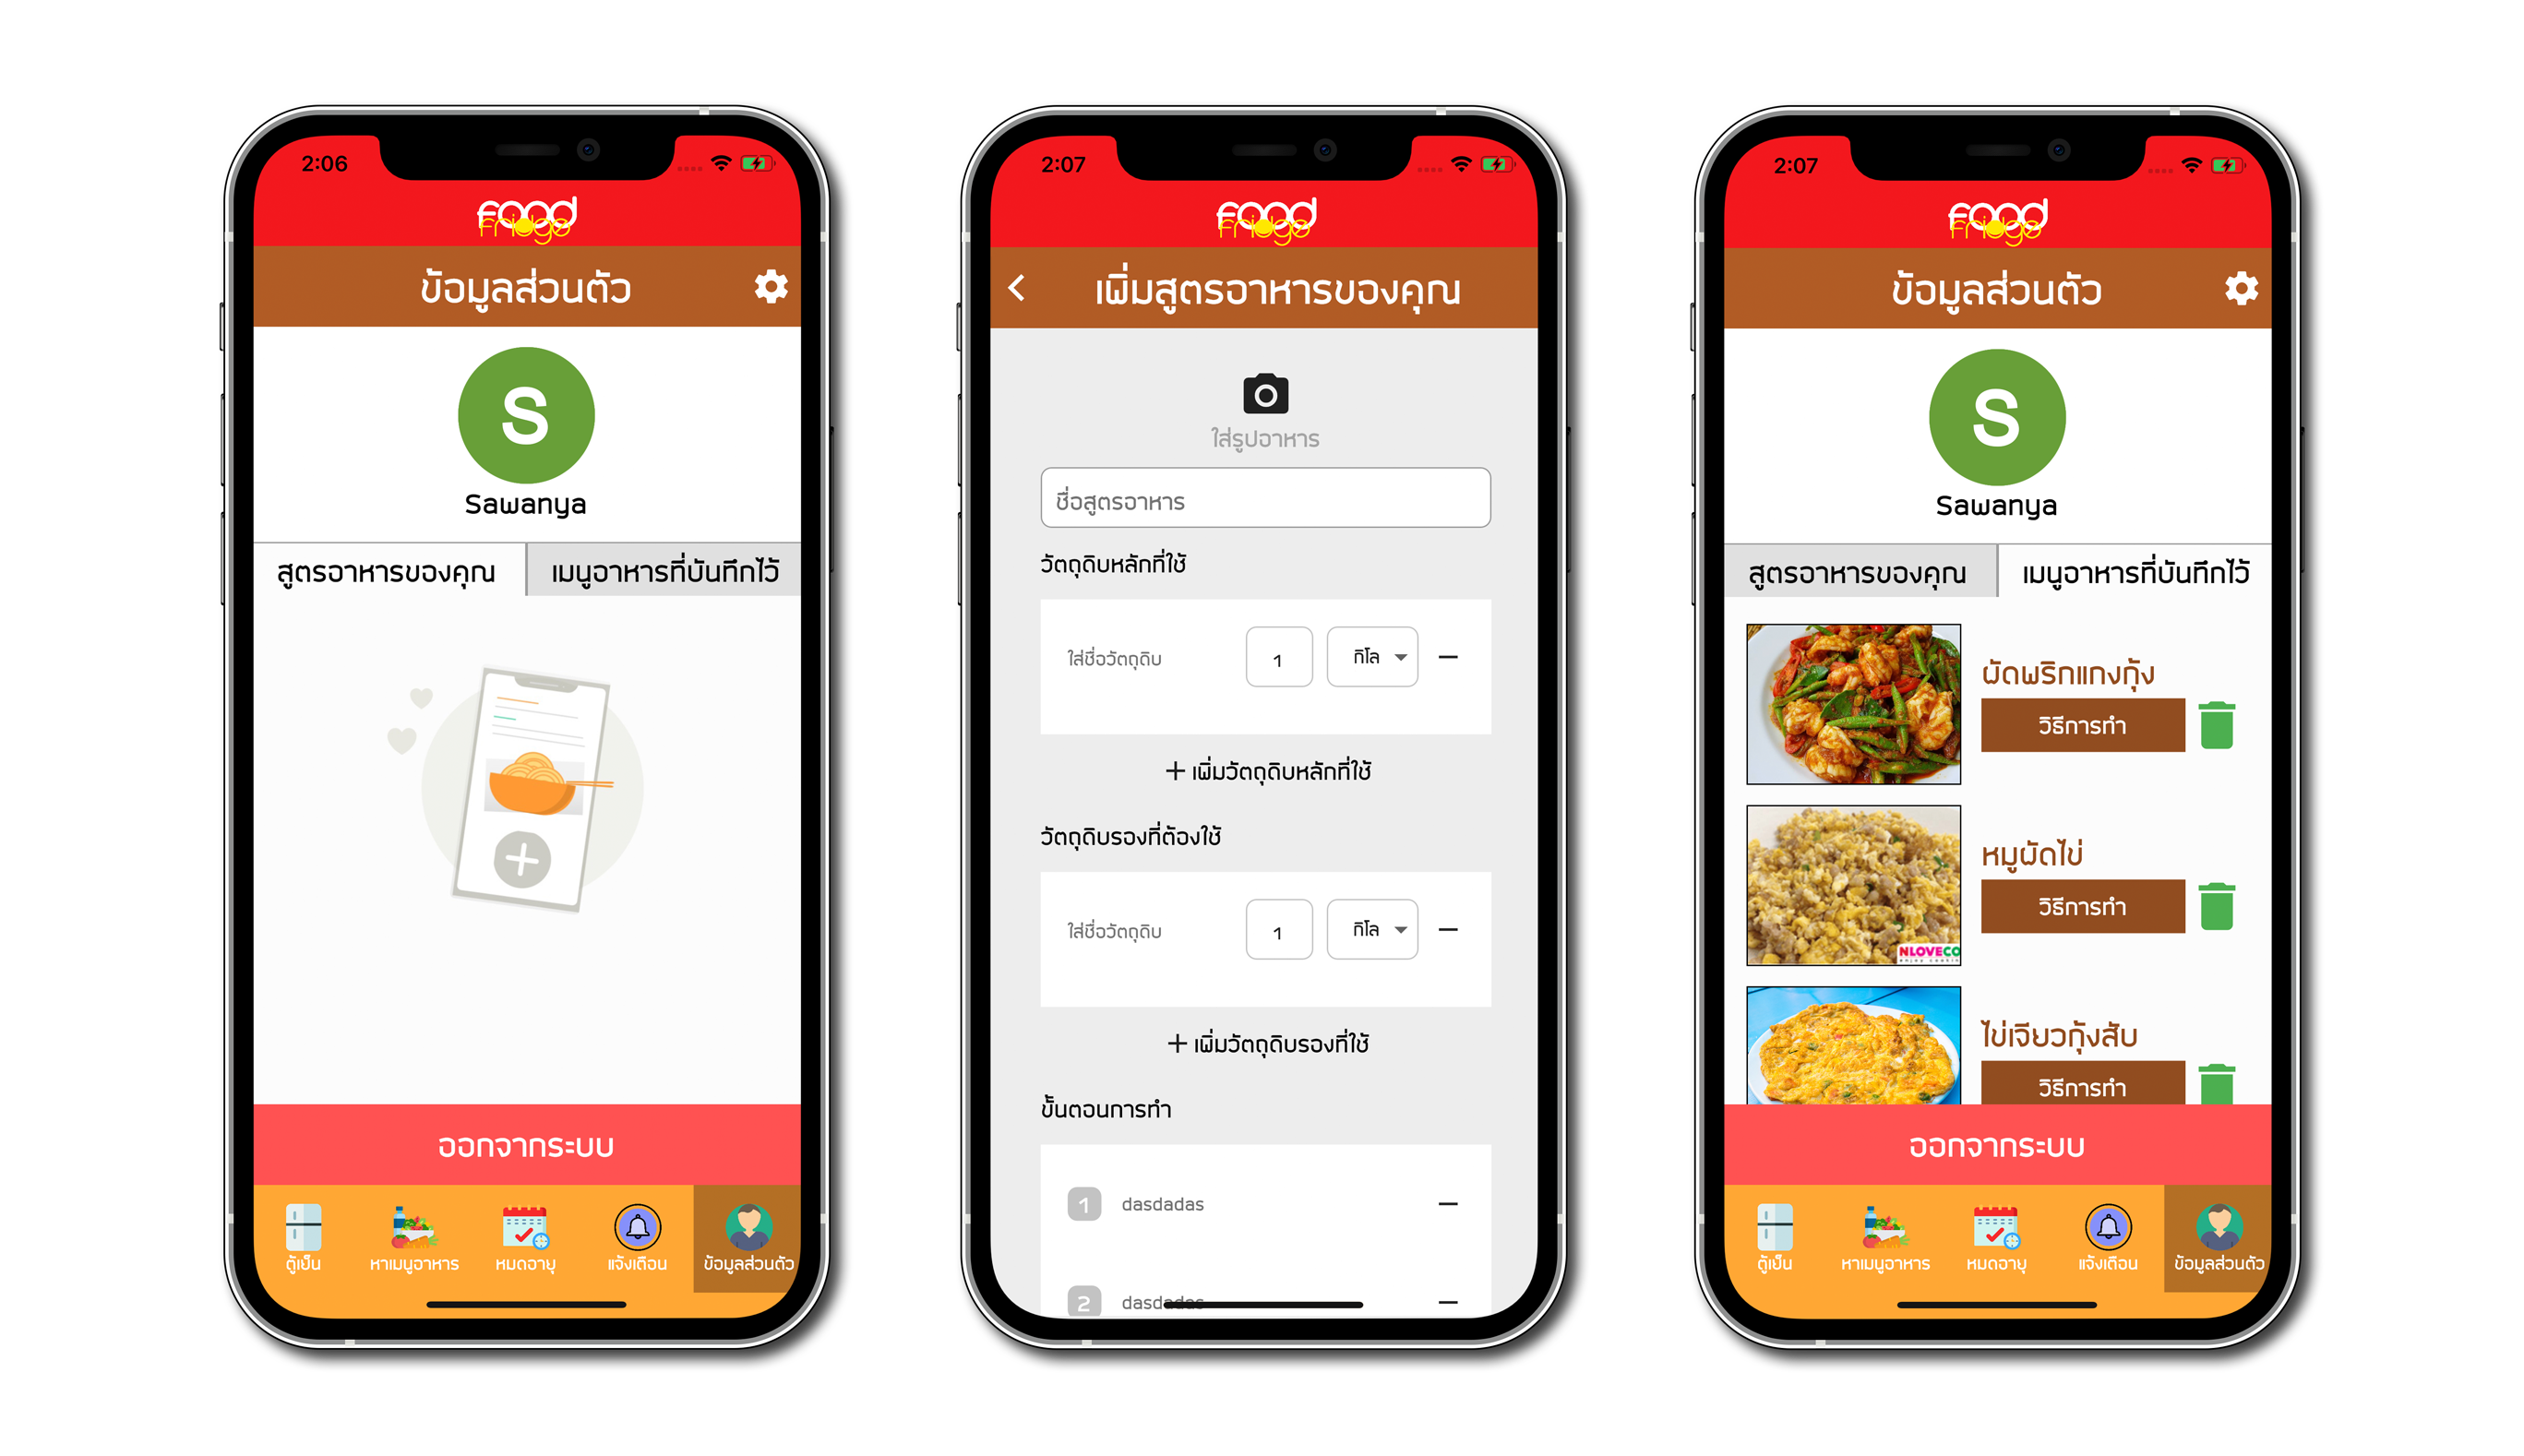 2:06
food
Fridge
ข้อมูลส่วนตัว
S
Sawanya
สูตรอาหารของคุณ
เมนูอาหารที่บันทึกไว้
ออกจากระบบ
ตู้เย็น
หาเมนูอาหาร
หมดอายุ
แจ้งเตือน
ข้อมูลส่วนตัว
2:07
food
Fridge
เพิ่มสูตรอาหารของคุณ
ใส่รูปอาหาร
ชื่อสูตรอาหาร
วัตถุดิบหลักที่ใช้
ใส่ชื่อวัตถุดิบ 1 กิโล
+ เพิ่มวัตถุดิบหลักที่ใช้
วัตถุดิบรองที่ต้องใช้
ใส่ชื่อวัตถุดิบ 1 กิโล
+ เพิ่มวัตถุดิบรองที่ใช้
ขั้นตอนการทำ
1 dasdadas
2 dasdadas
2:07
food
Fridge
ข้อมูลส่วนตัว
S
Sawanya
สูตรอาหารของคุณ
เมนูอาหารที่บันทึกไว้
ผัดพริกแกงกุ้ง
วิธีการทำ
หมูผัดไข่
วิธีการทำ
NLOVECO
enjoy cookin
ไข่เจียวกุ้งสับ
วิธีการทำ
ออกจากระบบ
ตู้เย็น
หาเมนูอาหาร
หมดอายุ
แจ้งเตือน
ข้อมูลส่วนตัว